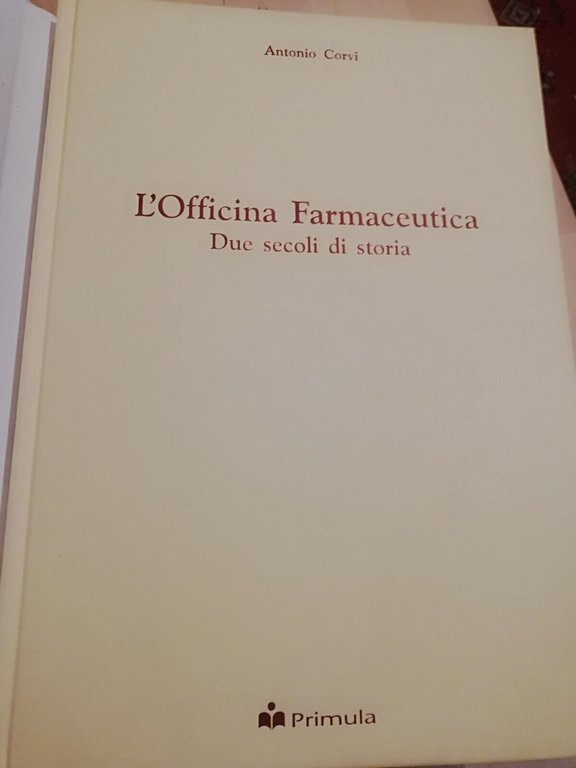 Antonio Corvi
L'Officina Farmaceutica
Due secoli di storia
Primula